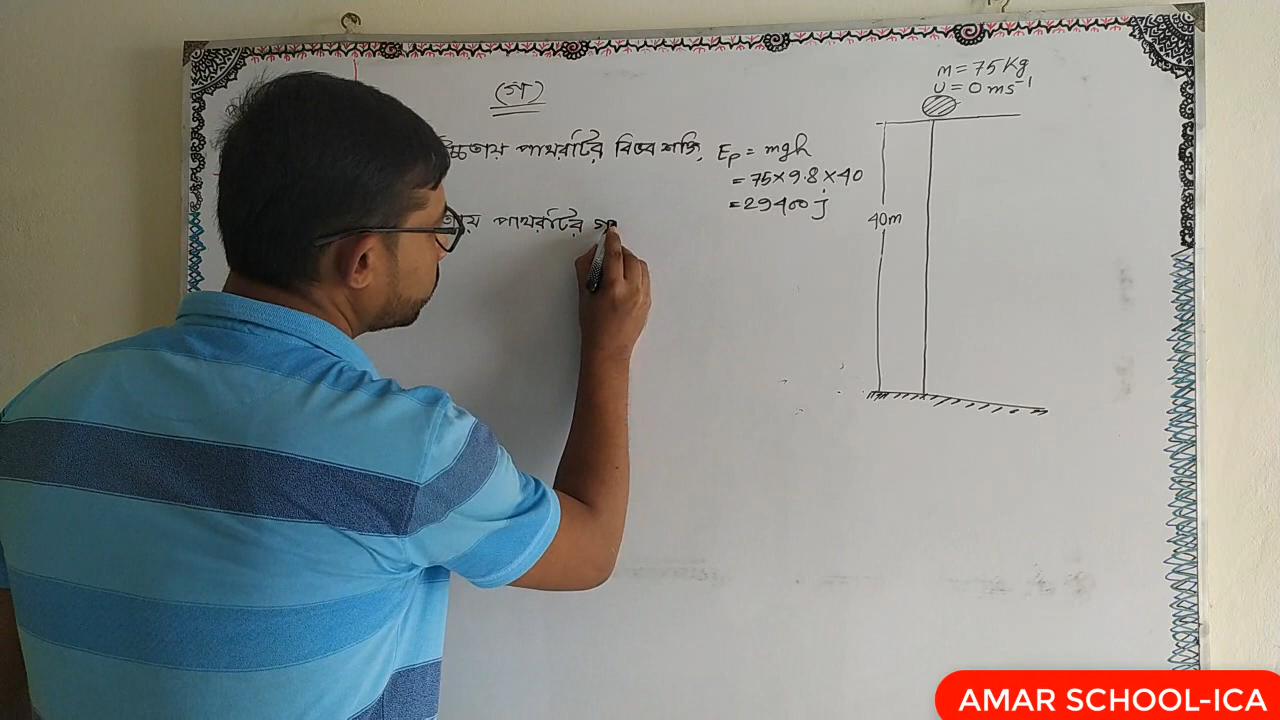 (গ)
পাথরটির বিভব শক্তি, Eₚ = mgh
= 75×9.8×40
= 29400 j
পাথরটির
m = 75 Kg
u = 0 ms⁻¹
40m
AMAR SCHOOL-ICA